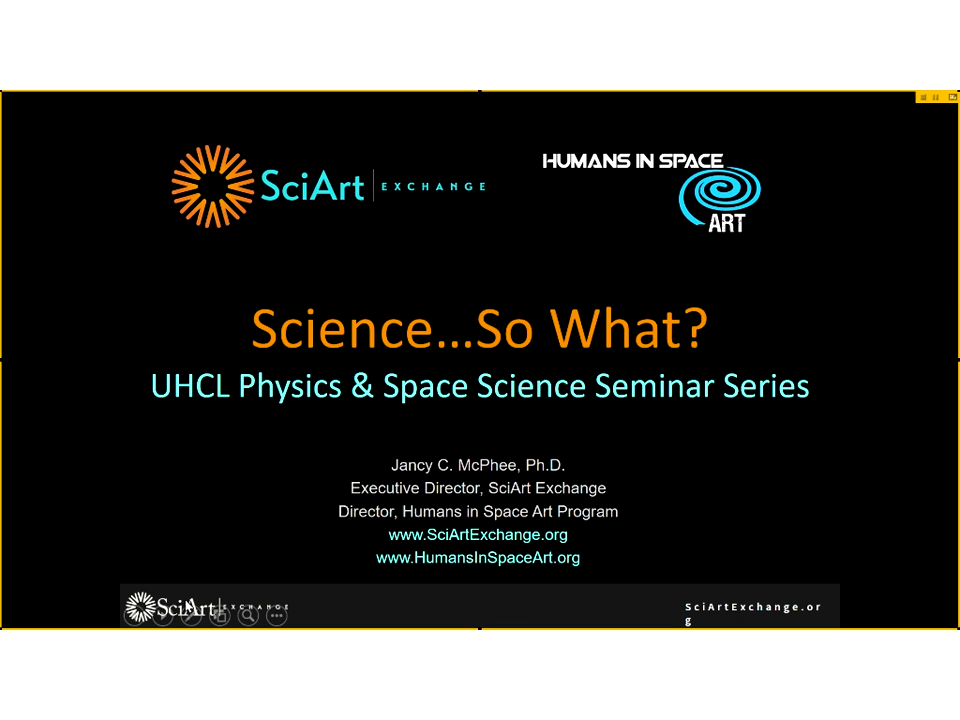 SciArt EXCHANGE
HUMANS IN SPACE
ART
Science...So What?
UHCL Physics & Space Science Seminar Series
Jancy C. McPhee, Ph.D.
Executive Director, SciArt Exchange
Director, Humans in Space Art Program
www.SciArtExchange.org
www.HumansInSpaceArt.org
SciArt EXCHANGE
SciArtExchange.or
g